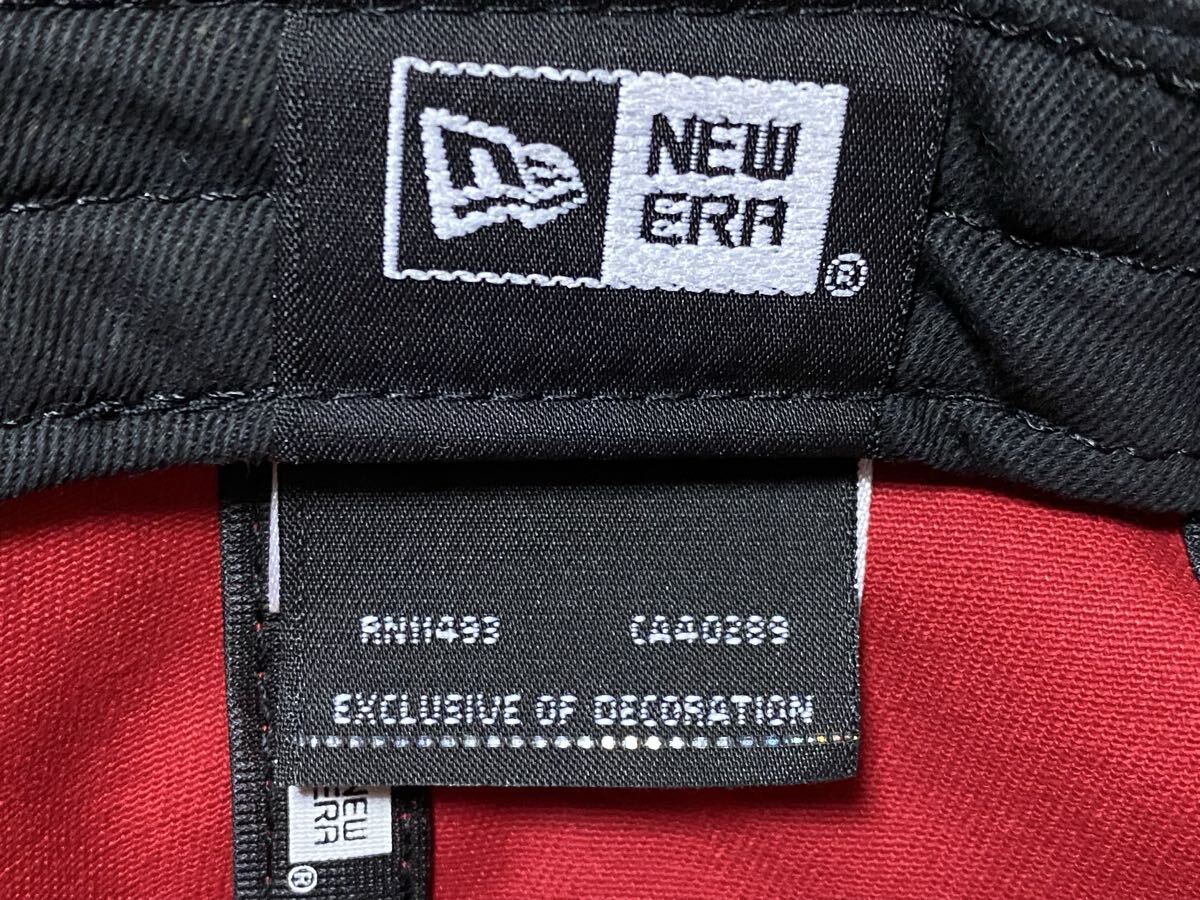 NEW
ERA
®
RN11493 CA40289
EXCLUSIVE OF DECORATION
NEW
ERA
®